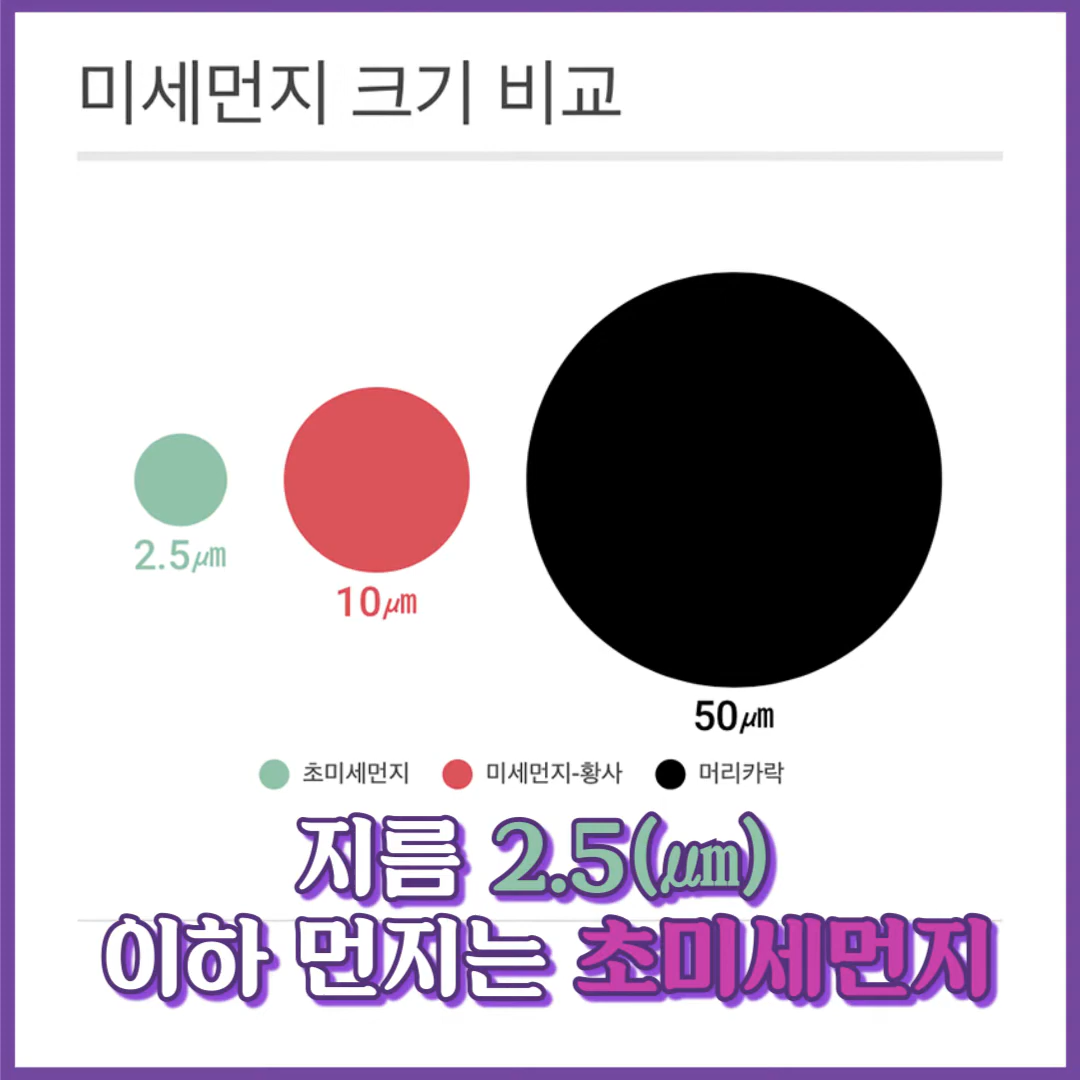 미세먼지 크기 비교
2.5㎛
10㎛
50㎛
초미세먼지 미세먼지-황사 머리카락
지름 2.5(㎛)
이하 먼지는 초미세먼지